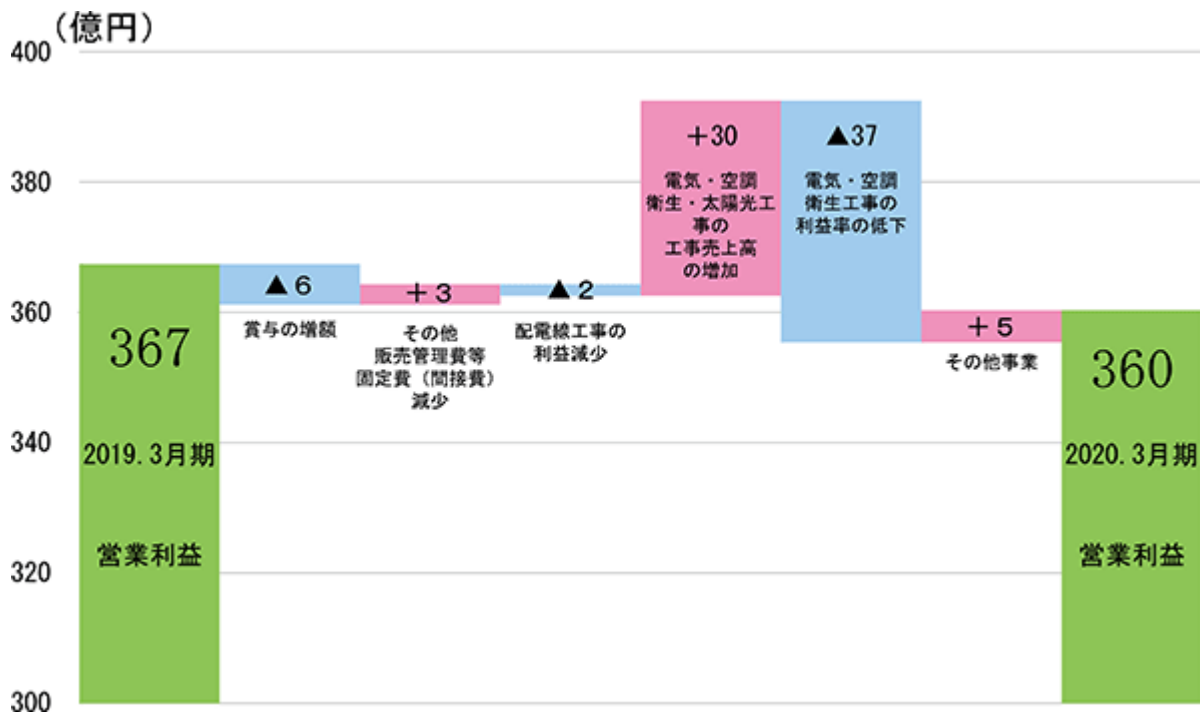 (億円)
400
380
360
340
320
300
367
2019.3月期
営業利益
▲6
賞与の増額
+3
その他
販売管理費等
固定費(間接費)
減少
▲2
配電線工事の
利益減少
+30
電気・空調
衛生・太陽光工
事の
工事売上高
の増加
▲37
電気・空調
衛生工事の
利益率の低下
+5
その他事業
360
2020.3月期
営業利益